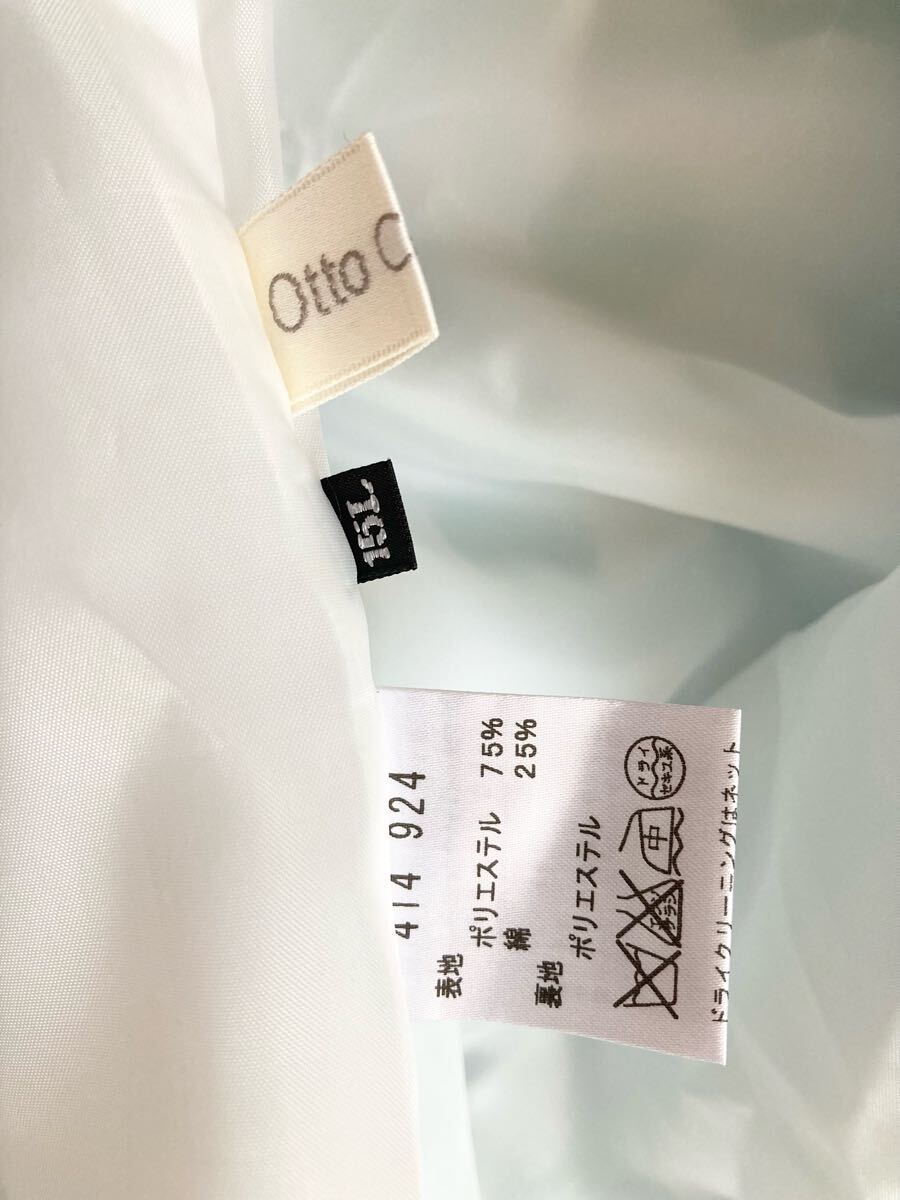 Otto C
15L
414 924
表地
ポリエステル 75%
綿 25%
裏地
ポリエステル
中
ドライ
セキユ系
ドライクリーニングはネット